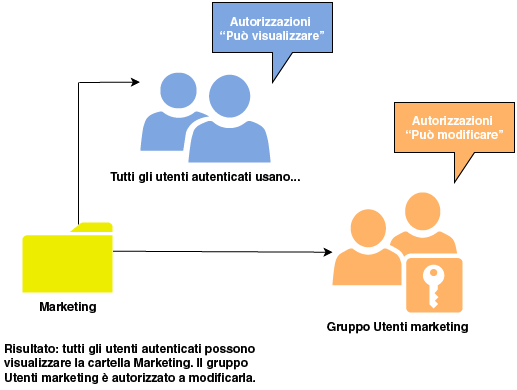 Autorizzazioni
“Può visualizzare”
Autorizzazioni
“Può modificare”
Tutti gli utenti autenticati usano...
Marketing
Gruppo Utenti marketing
Risultato: tutti gli utenti autenticati possono
visualizzare la cartella Marketing. Il gruppo
Utenti marketing è autorizzato a modificarla.